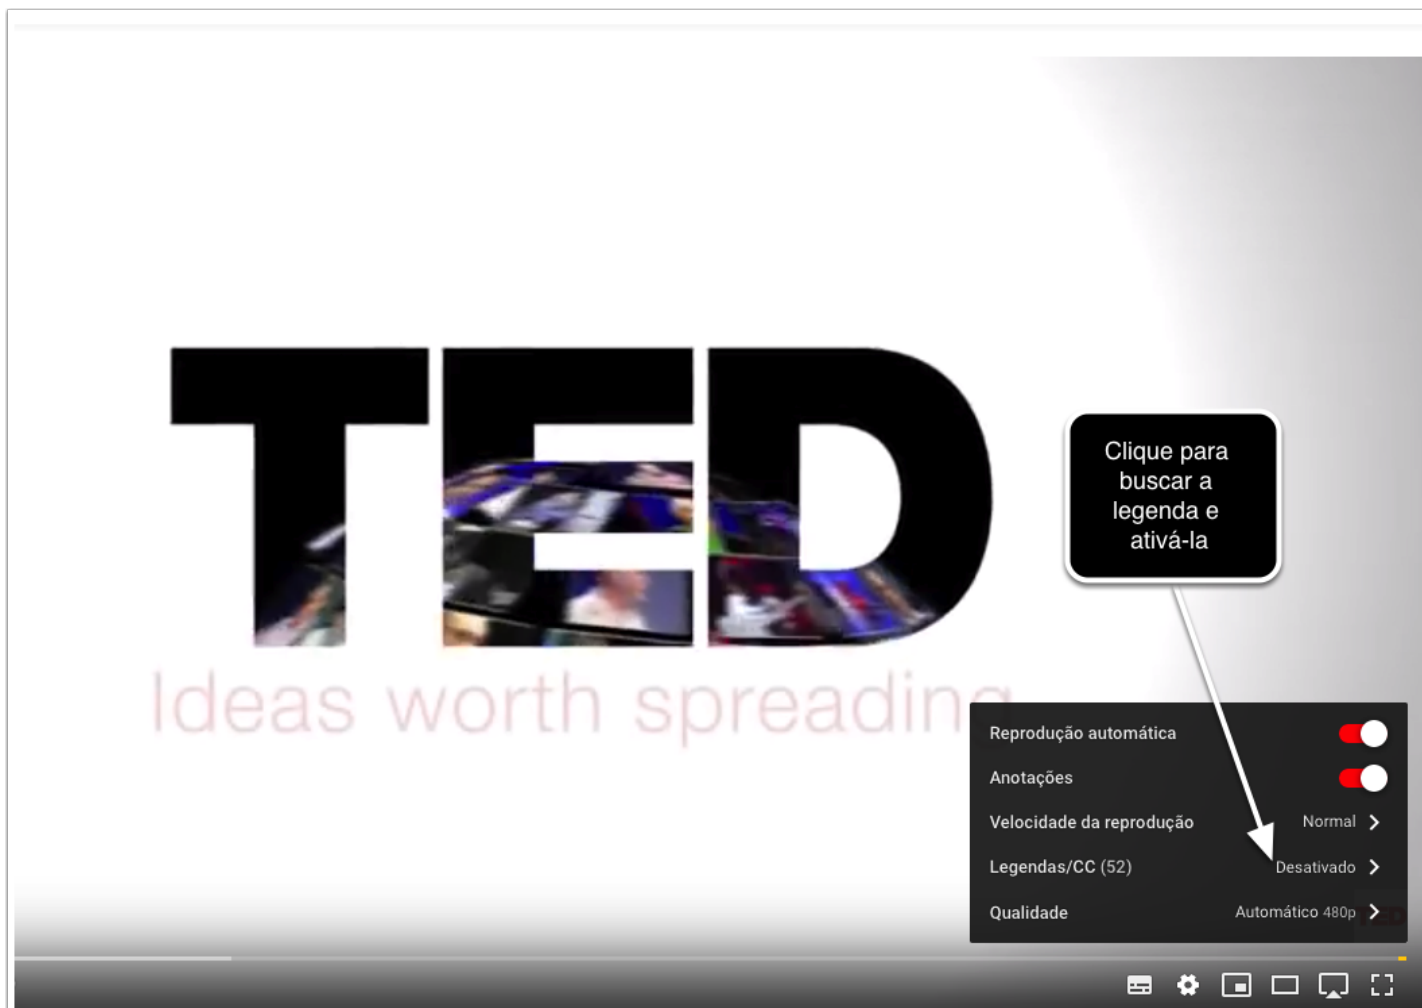 TED
Ideas worth spreading
Clique para
buscar a
legenda e
ativá-la
Reprodução automática
Anotações
Velocidade da reprodução Normal
Legendas/CC (52) Desativado
Qualidade Automático 480p
TED